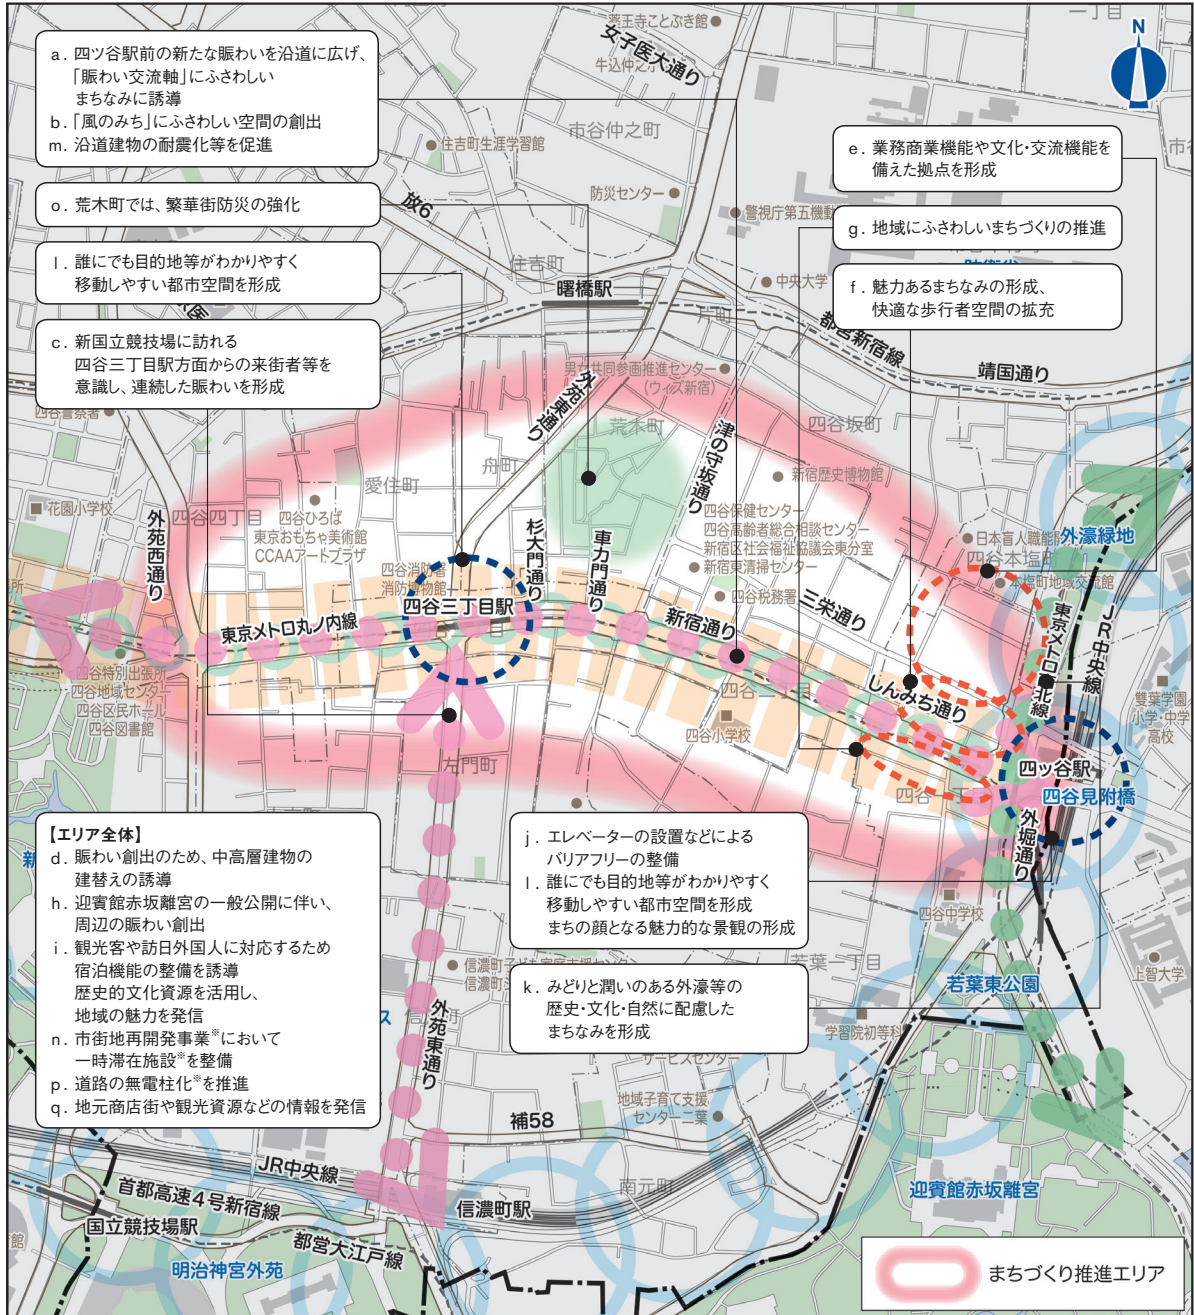 a．四ツ谷駅前の新たな賑わいを沿道に広げ、
「賑わい交流軸」にふさわしい
まちなみに誘導
b．「風のみち」にふさわしい空間の創出
m．沿道建物の耐震化等を促進
o．荒木町では、繁華街防災の強化
l．誰にでも目的地等がわかりやすく
移動しやすい都市空間を形成
c．新国立競技場に訪れる
四谷三丁目駅方面からの来街者等を
意識し、連続した賑わいを形成
e．業務商業機能や文化・交流機能を
備えた拠点を形成
g．地域にふさわしいまちづくりの推進
f．魅力あるまちなみの形成、
快適な歩行者空間の拡充
N
薬王寺ことぶき館
女子医大通り
市谷仲之町
住吉町生涯学習館
防災センター
放6
住吉町
曙橋駅
中央大学
片町
都営新宿線
靖国通り
男女共同参画推進センター
（ウィズ新宿）
外苑東通り
荒木町
津の守坂通り
四谷坂町
舟町
愛住町
新宿歴史博物館
四谷警察署
花園小学校
外苑西通り
四谷四丁目
四谷ひろば
東京おもちゃ美術館
CCAAアートプラザ
杉大門通り
車力門通り
四谷保健センター
四谷高齢者総合相談センター
新宿区社会福祉協議会東分室
新宿東清掃センター
四谷税務署
三栄通り
四谷本塩町
本塩町地域交流館
外濠緑地
四谷消防署
消防博物館
四谷三丁目駅
東京メトロ丸ノ内線
新宿通り
しんみち通り
JR中央線
雙葉学園
小学・中学
高校
四谷特別出張所
四谷地域センター
四谷区民ホール
四谷図書館
四谷小学校
左門町
四ッ谷駅
四谷見附橋
外堀通り
四谷中学校
上智大学
若葉一丁目
若葉東公園
学習院初等科
【エリア全体】
d．賑わい創出のため、中高層建物の
建替えの誘導
h．迎賓館赤坂離宮の一般公開に伴い、
周辺の賑わい創出
i．観光客や訪日外国人に対応するため
宿泊機能の整備を誘導
歴史的文化資源を活用し、
地域の魅力を発信
n．市街地再開発事業※において
一時滞在施設※を整備
p．道路の無電柱化※を推進
q．地元商店街や観光資源などの情報を発信
j．エレベーターの設置などによる
バリアフリーの整備
l．誰にでも目的地等がわかりやすく
移動しやすい都市空間を形成
まちの顔となる魅力的な景観の形成
k．みどりと潤いのある外濠等の
歴史・文化・自然に配慮した
まちなみを形成
外苑東通り
サービスセンター
地域子育て支援
センター二葉
補58
JR中央線
首都高速4号新宿線
国立競技場駅
都営大江戸線
信濃町駅
南元町
明治神宮外苑
迎賓館赤坂離宮
まちづくり推進エリア